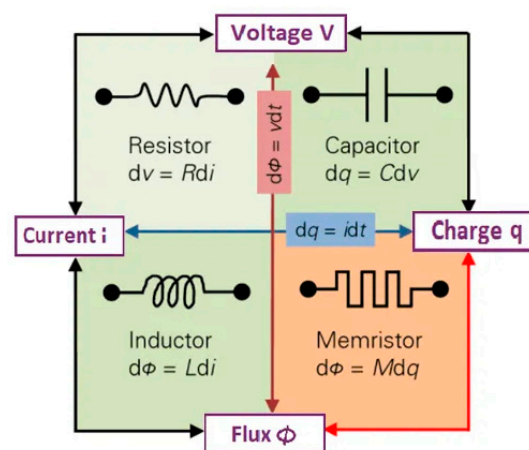 Voltage V
Resistor
dv = Rdi
dΦ = vdt
Capacitor
dq = Cdv
Current i
dq = idt
Charge q
Inductor
dΦ = Ldi
Memristor
dΦ = Mdq
Flux ϕ